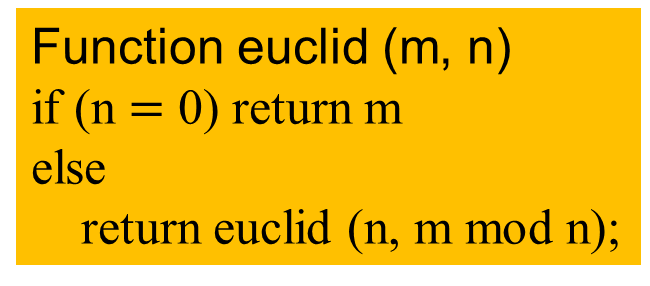 Function euclid (m, n)
if (n = 0) return m
else
return euclid (n, m mod n);